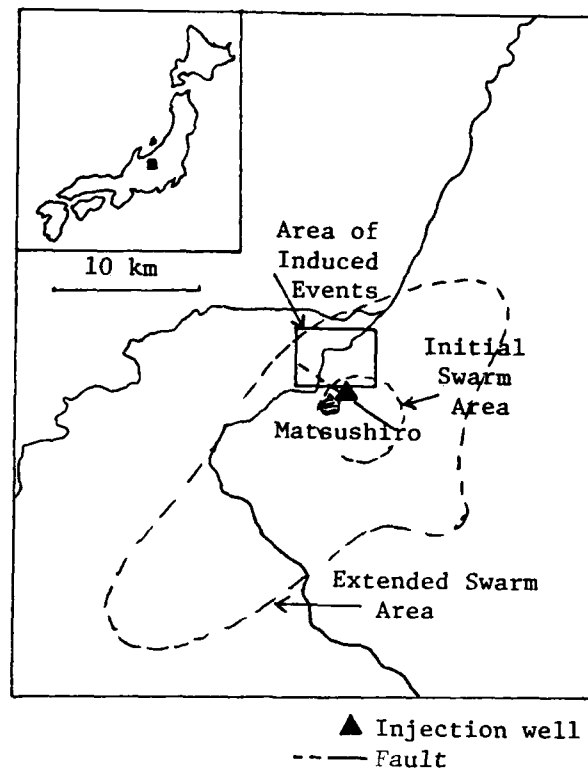 10 km
Area of
Induced
Events
Initial
Swarm
Area
Matsushiro
Extended Swarm
Area
Injection well
Fault